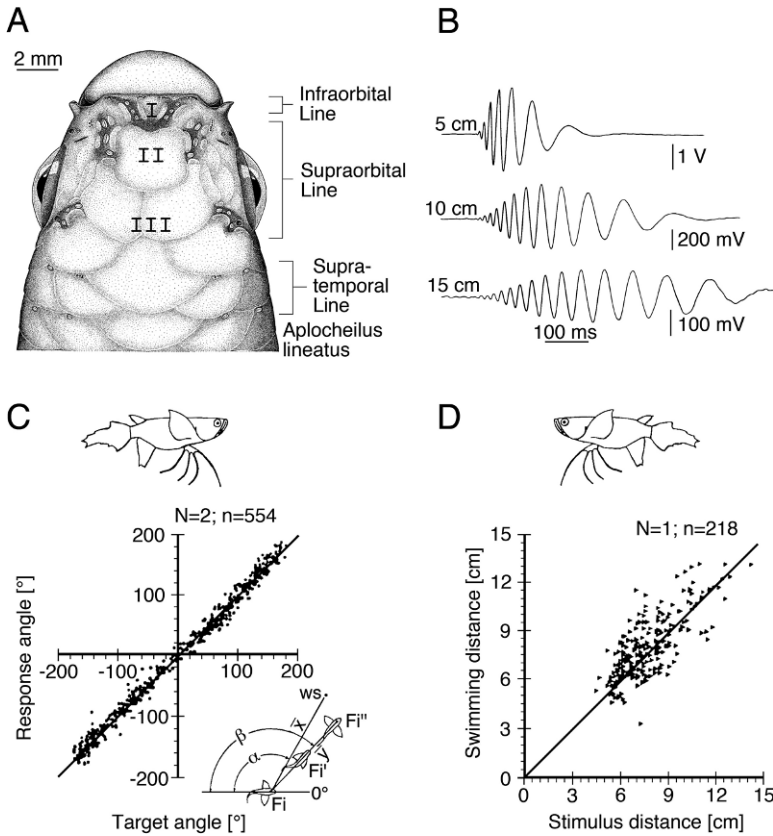 A
2 mm
I
II
III
Infraorbital
Line
Supraorbital
Line
Supra-
temporal
Line
Aplocheilus
lineatus
B
5 cm
1 V
10 cm
200 mV
15 cm
100 ms
100 mV
C
N=2; n=554
Response angle [°]
200
100
-200 -100 100 200
-100
-200
ws
x
Fi''
β
α
y
Fi'
Fi
0°
Target angle [°]
D
N=1; n=218
Swimming distance [cm]
15
12
9
6
3
0
0 3 6 9 12 15
Stimulus distance [cm]